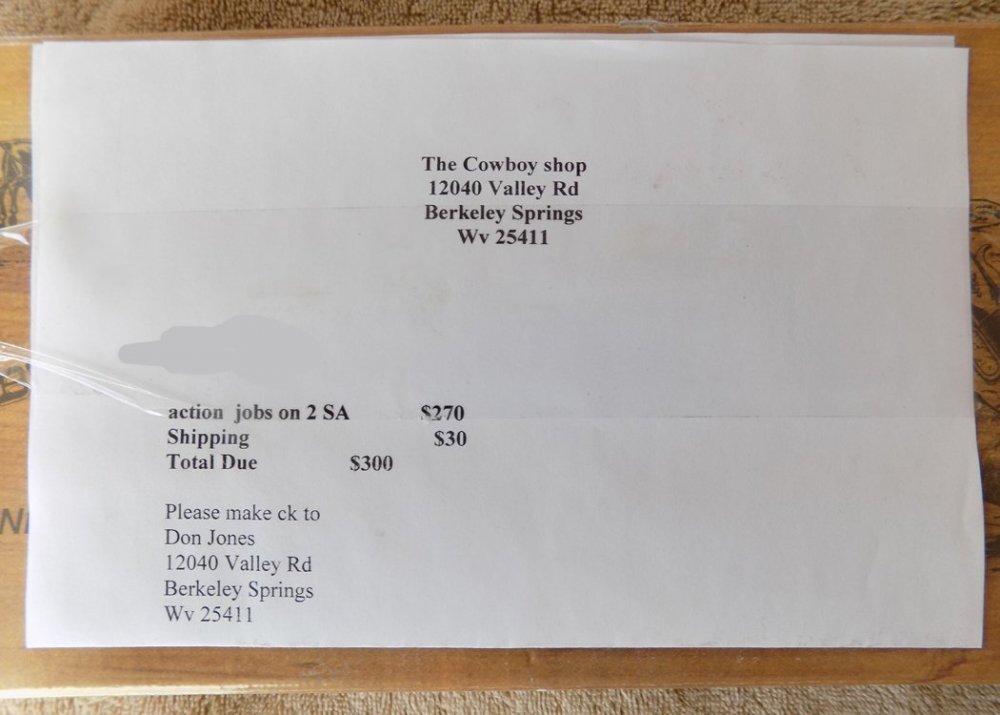 The Cowboy shop
12040 Valley Rd
Berkeley Springs
Wv 25411
action jobs on 2 SA $270
Shipping $30
Total Due $300
Please make ck to
Don Jones
12040 Valley Rd
Berkeley Springs
Wv 25411